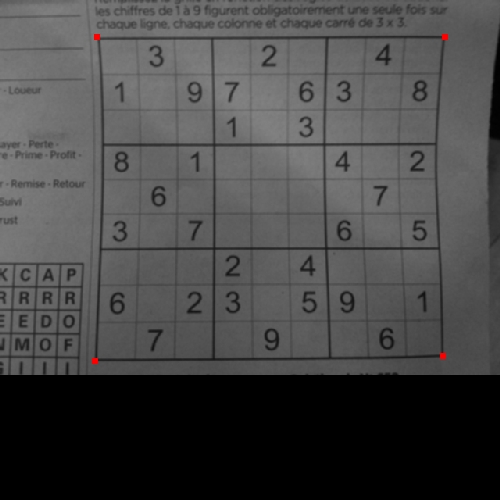 les chiffres de 1 à 9 figurent obligatoirement une seule fois sur
chaque ligne, chaque colonne et chaque carré de 3 x 3.
- Loueur
ayer - Perte -
re - Prime - Profit -
r - Remise - Retour
Suivi
rust
3 2 4
1 9 7 6 3 8
1 3
8 1 4 2
6 7
3 7 6 5
2 4
6 2 3 5 9 1
7 9 6
K C A P
R R R R
E E D O
N M O F